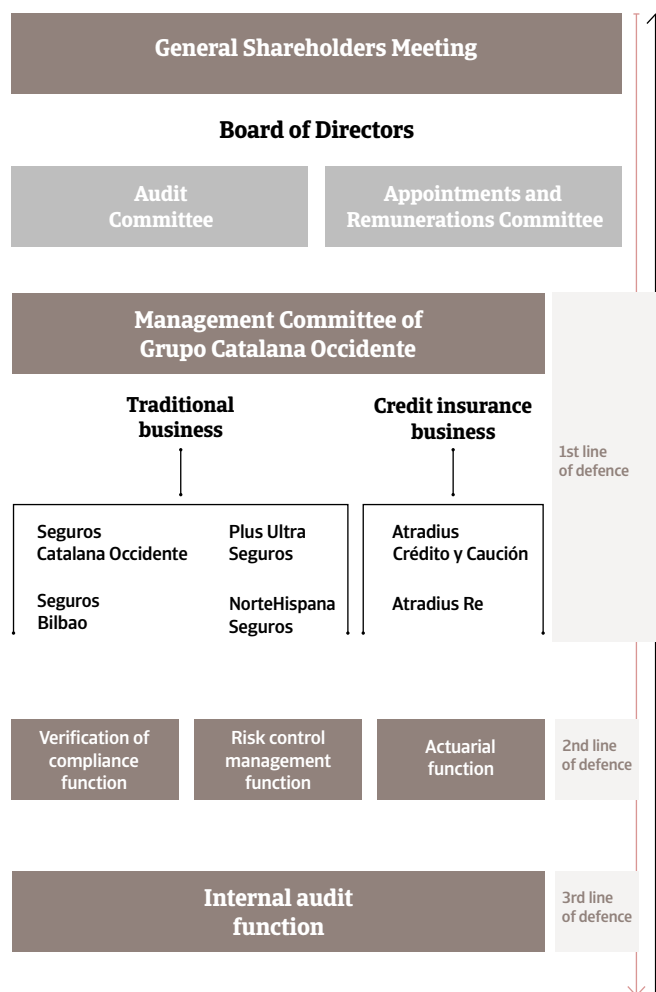 General Shareholders Meeting
Board of Directors
Audit
Committee
Appointments and
Remunerations Committee
Management Committee of
Grupo Catalana Occidente
Traditional
business
Credit insurance
business
1st line
of defence
Seguros
Catalana Occidente
Plus Ultra
Seguros
Atradius
Crédito y Caución
Seguros
Bilbao
NorteHispana
Seguros
Atradius Re
Verification of
compliance
function
Risk control
management
function
Actuarial
function
2nd line
of defence
Internal audit
function
3rd line
of defence